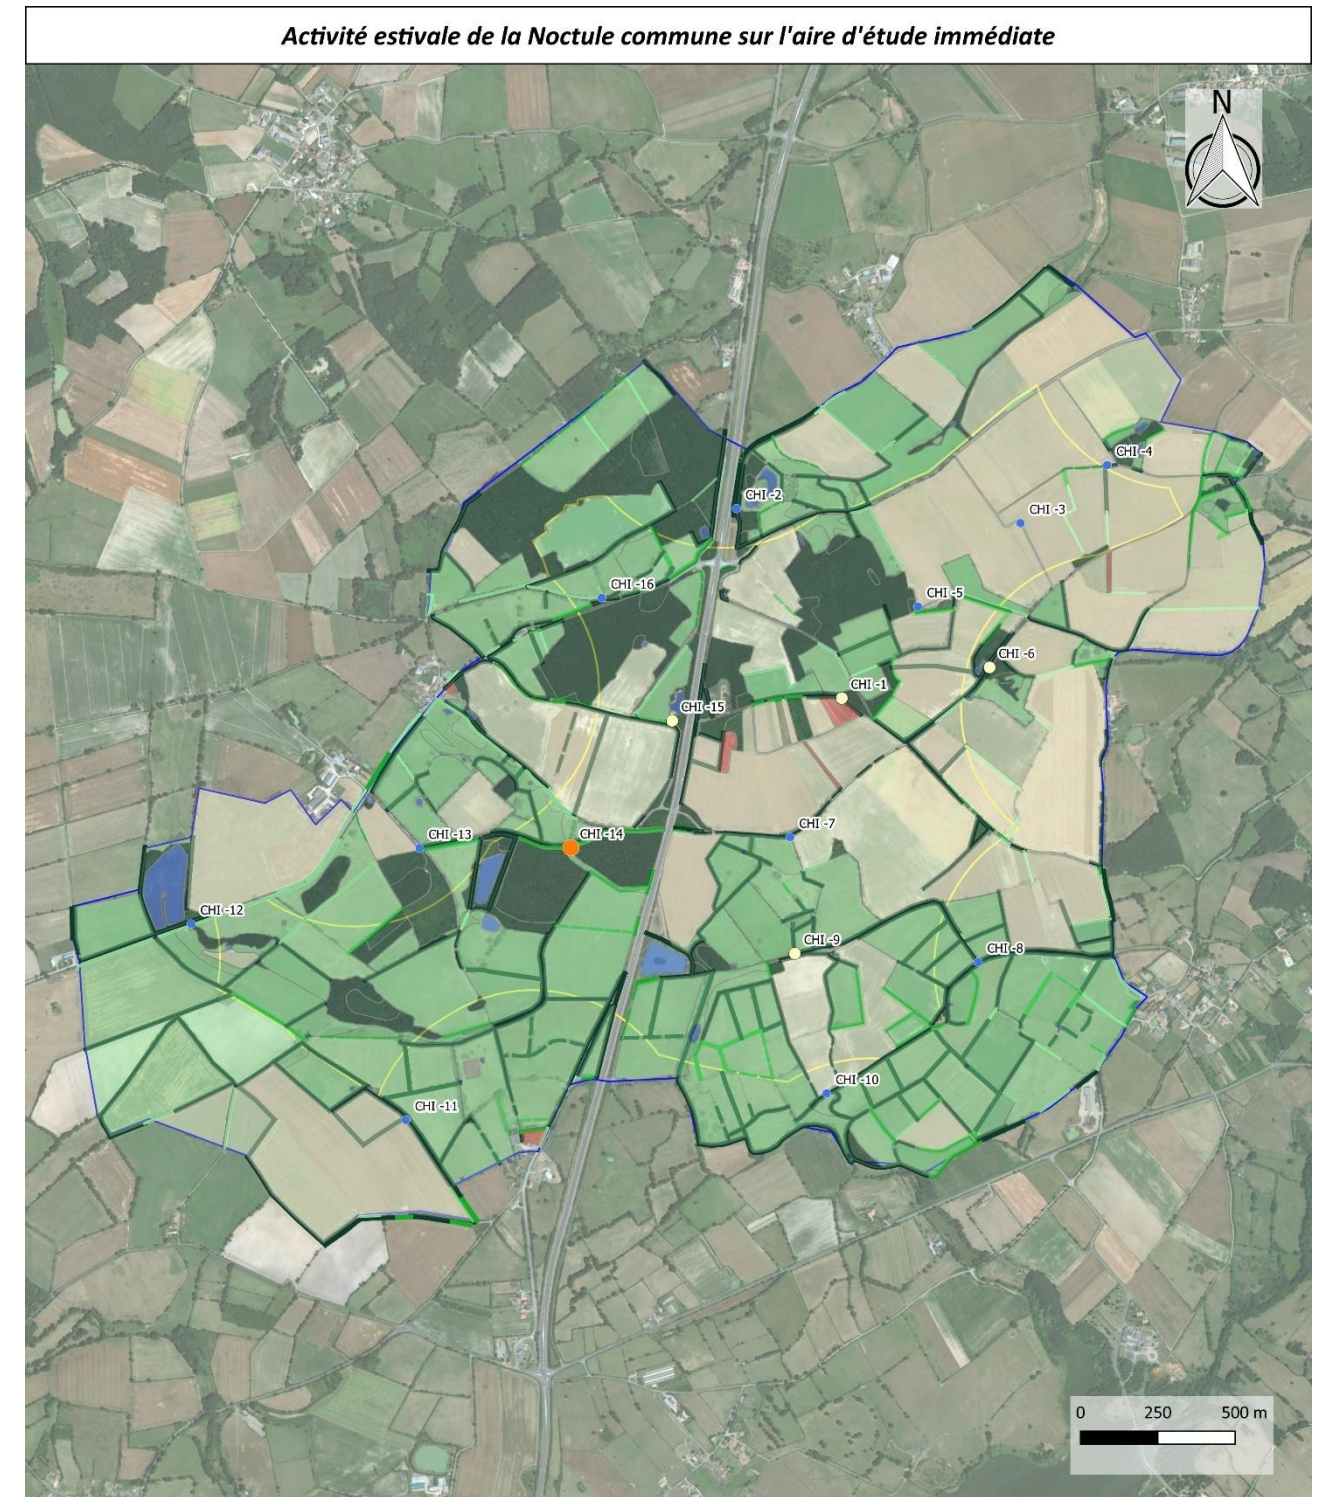 Activité estivale de la Noctule commune sur l'aire d'étude immédiate
N
CHI -4
CHI -2
CHI -3
CHI -16
CHI -5
CHI -6
CHI -1
CHI -15
CHI -7
CHI -13
CHI -14
CHI -12
CHI -9
CHI -8
CHI -10
CHI -11
0 250 500 m